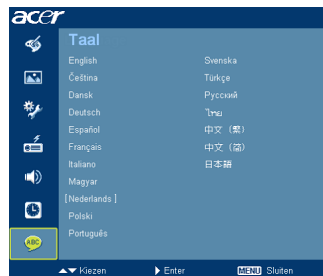 acer
Taal
English
Čeština
Dansk
Deutsch
Español
Français
Italiano
Magyar
[Nederlands ]
Polski
Português
Svenska
Türkçe
Русский
ไทย
中文 (繁)
中文 (简)
日本語
ABC
Kiezen Enter MENU Sluiten